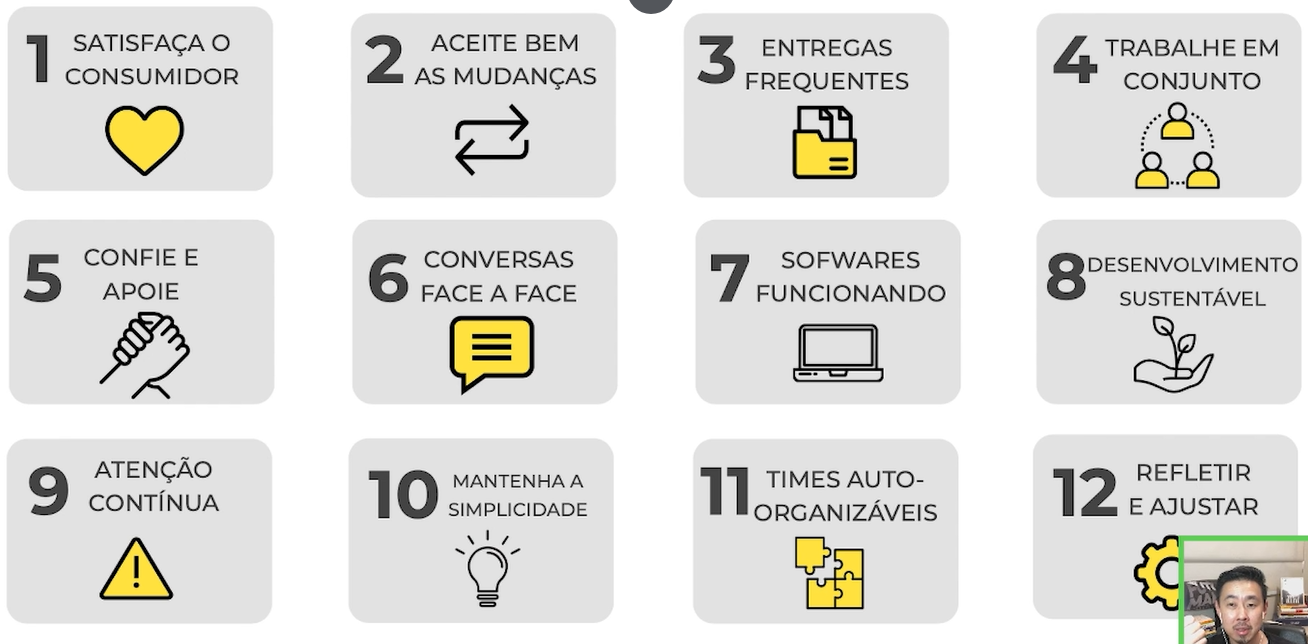 1 SATISFAÇA O
CONSUMIDOR
2 ACEITE BEM
AS MUDANÇAS
3 ENTREGAS
FREQUENTES
4 TRABALHE EM
CONJUNTO
5 CONFIE E
APOIE
6 CONVERSAS
FACE A FACE
7 SOFWARES
FUNCIONANDO
8 DESENVOLVIMENTO
SUSTENTÁVEL
9 ATENÇÃO
CONTÍNUA
10 MANTENHA A
SIMPLICIDADE
11 TIMES AUTO-
ORGANIZÁVEIS
12 REFLETIR
E AJUSTAR